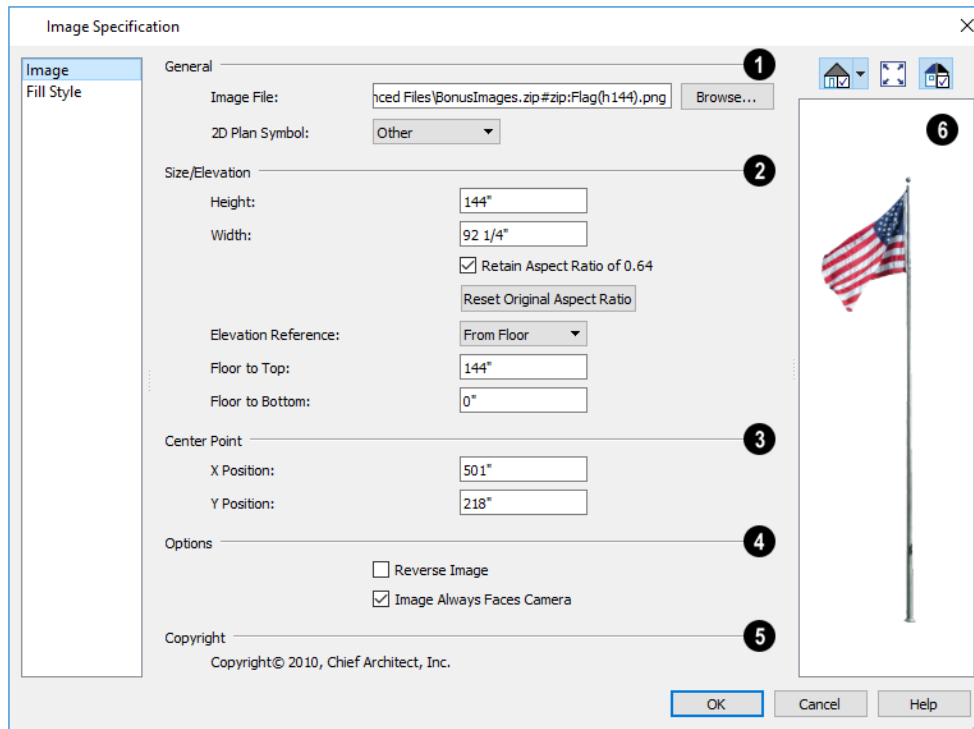 Image Specification
Image
Fill Style
General
1
Image File:
nced Files\BonusImages.zip#zip:Flag(h144).png
Browse...
2D Plan Symbol:
Other
Size/Elevation
2
Height:
144"
Width:
92 1/4"
Retain Aspect Ratio of 0.64
Reset Original Aspect Ratio
Elevation Reference:
From Floor
Floor to Top:
144"
Floor to Bottom:
0"
Center Point
3
X Position:
501"
Y Position:
218"
Options
4
Reverse Image
Image Always Faces Camera
Copyright
5
Copyright© 2010, Chief Architect, Inc.
6
OK
Cancel
Help